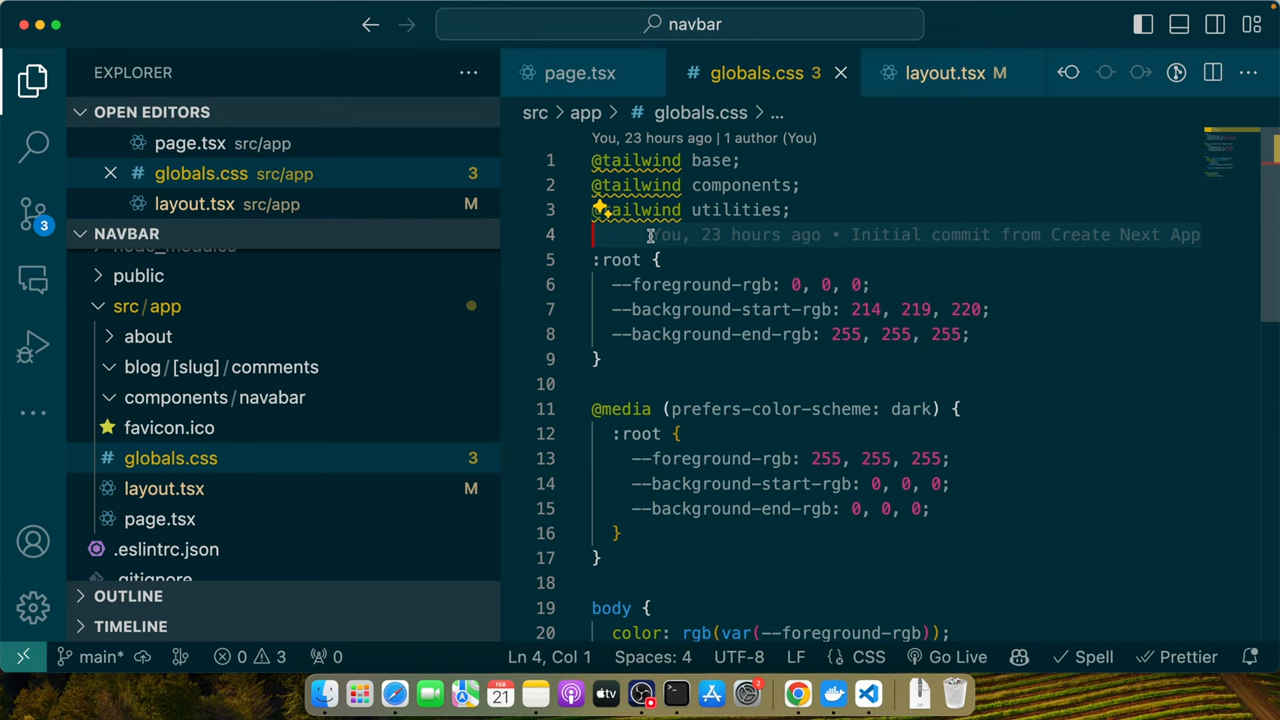 navbar
EXPLORER
OPEN EDITORS
page.tsx src/app
globals.css src/app 3
layout.tsx src/app M
NAVBAR
node_modules
public
src/app
about
blog/[slug]/comments
components/navabar
favicon.ico
globals.css 3
layout.tsx M
page.tsx
.eslintrc.json
.gitignore
OUTLINE
TIMELINE
page.tsx
globals.css 3
layout.tsx M
src > app > # globals.css > ...
You, 23 hours ago | 1 author (You)
1 @tailwind base;
2 @tailwind components;
3 @tailwind utilities;
4 You, 23 hours ago • Initial commit from Create Next App
5 :root {
6 --foreground-rgb: 0, 0, 0;
7 --background-start-rgb: 214, 219, 220;
8 --background-end-rgb: 255, 255, 255;
9 }
10
11 @media (prefers-color-scheme: dark) {
12 :root {
13 --foreground-rgb: 255, 255, 255;
14 --background-start-rgb: 0, 0, 0;
15 --background-end-rgb: 0, 0, 0;
16 }
17 }
18
19 body {
20 color: rgb(var(--foreground-rgb));
3
main* 0 3 0 Ln 4, Col 1 Spaces: 4 UTF-8 LF {} CSS Go Live Spell Prettier
FEB
21
tv
2